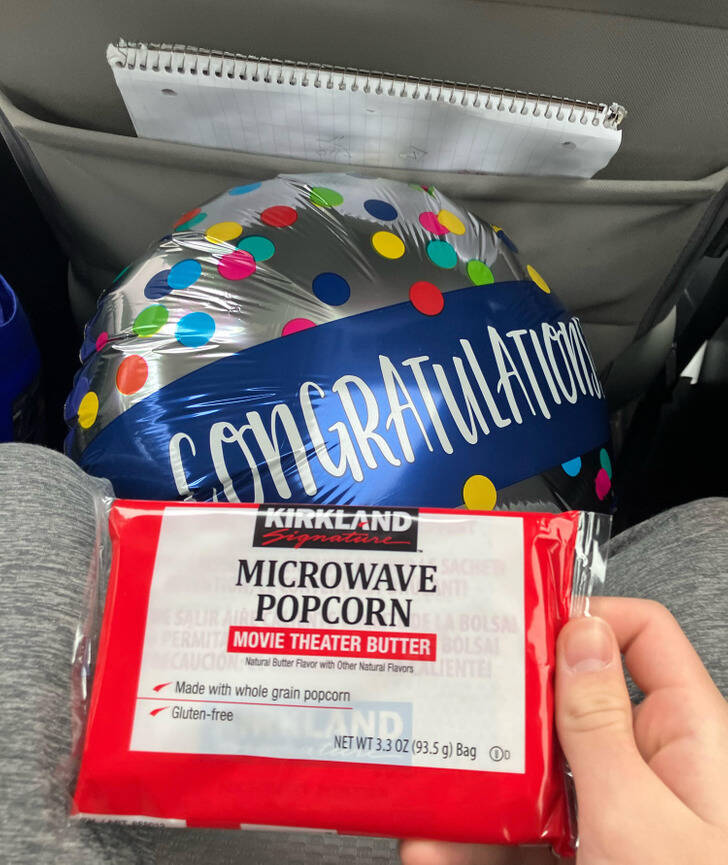 CONGRATULATIONS
KIRKLAND
Signature
MICROWAVE
POPCORN
MOVIE THEATER BUTTER
Natural Butter Flavor with Other Natural Flavors
Made with whole grain popcorn
Gluten-free
NET WT 3.3 OZ (93.5 g) Bag